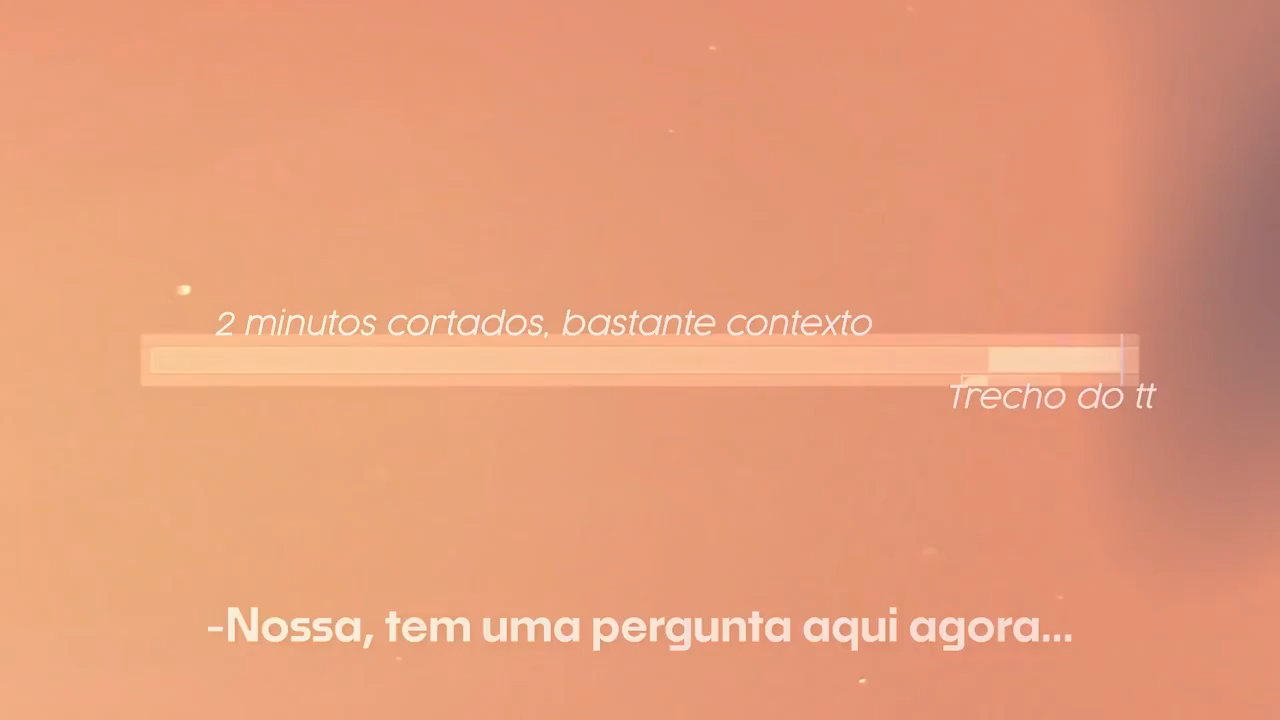 2 minutos cortados, bastante contexto
Trecho do tt
-Nossa, tem uma pergunta aqui agora...